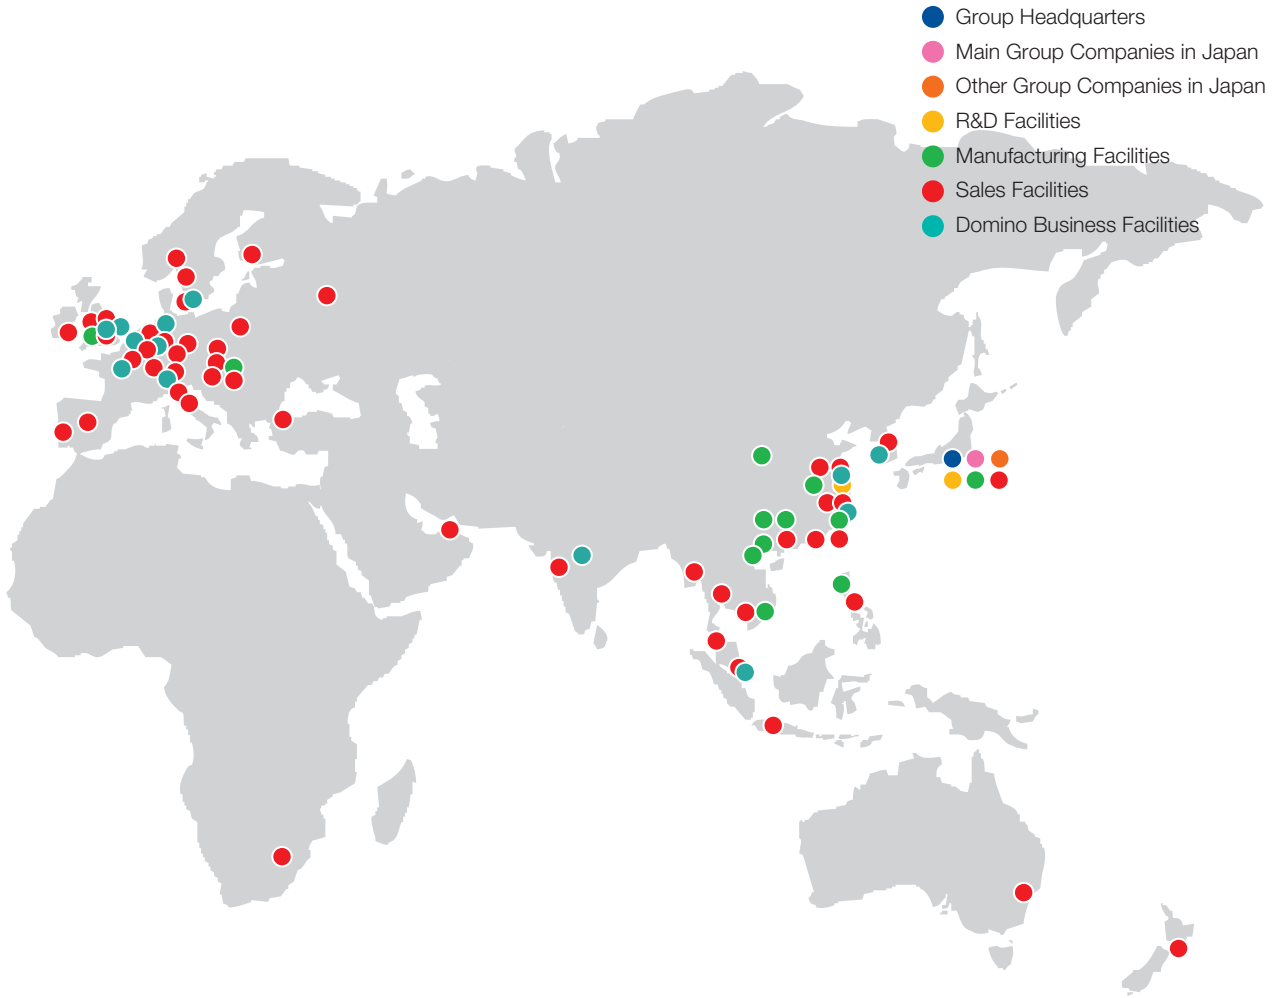 Group Headquarters
Main Group Companies in Japan
Other Group Companies in Japan
R&D Facilities
Manufacturing Facilities
Sales Facilities
Domino Business Facilities